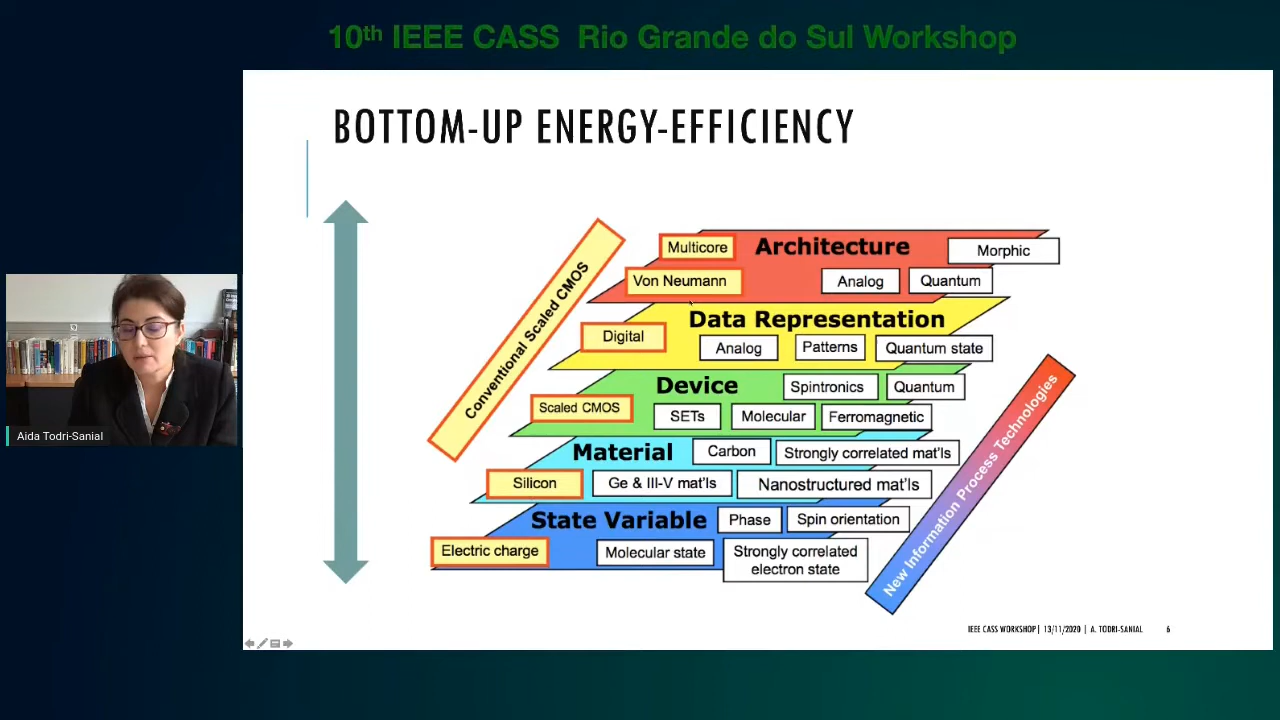 10th IEEE CASS Rio Grande do Sul Workshop
BOTTOM-UP ENERGY-EFFICIENCY
Conventional Scaled CMOS
Multicore
Architecture
Morphic
Von Neumann
Analog
Quantum
Data Representation
Digital
Analog
Patterns
Quantum state
Device
Spintronics
Quantum
Scaled CMOS
SETs
Molecular
Ferromagnetic
Material
Carbon
Strongly correlated mat'ls
Silicon
Ge & III-V mat'ls
Nanostructured mat'ls
State Variable
Phase
Spin orientation
Electric charge
Molecular state
Strongly correlated
electron state
New Information Process Technologies
Aida Todri-Sanial
IEEE CASS WORKSHOP| 13/11/2020 | A. TODRI-SANIAL
6